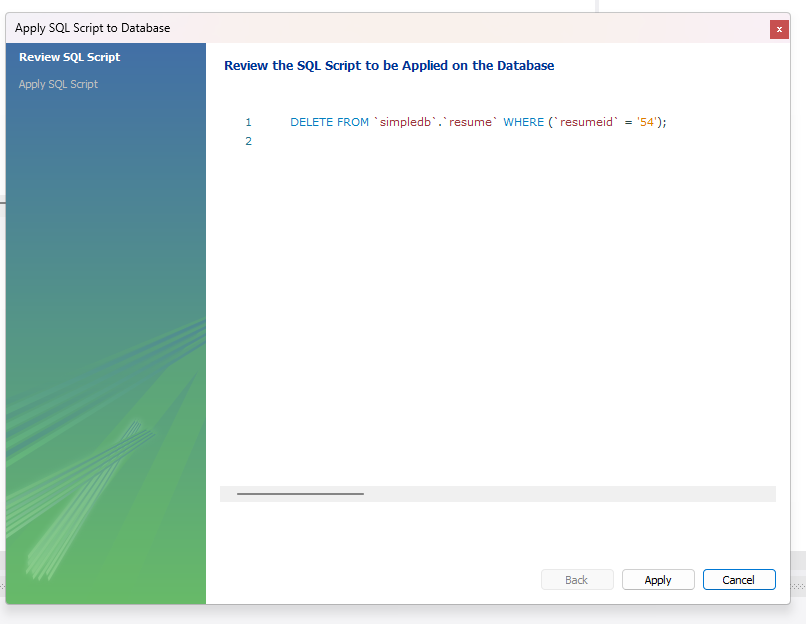 Apply SQL Script to Database
x
Review SQL Script
Apply SQL Script
Review the SQL Script to be Applied on the Database
1 DELETE FROM `simpledb`.`resume` WHERE (`resumeid` = '54');
2
Back Apply Cancel